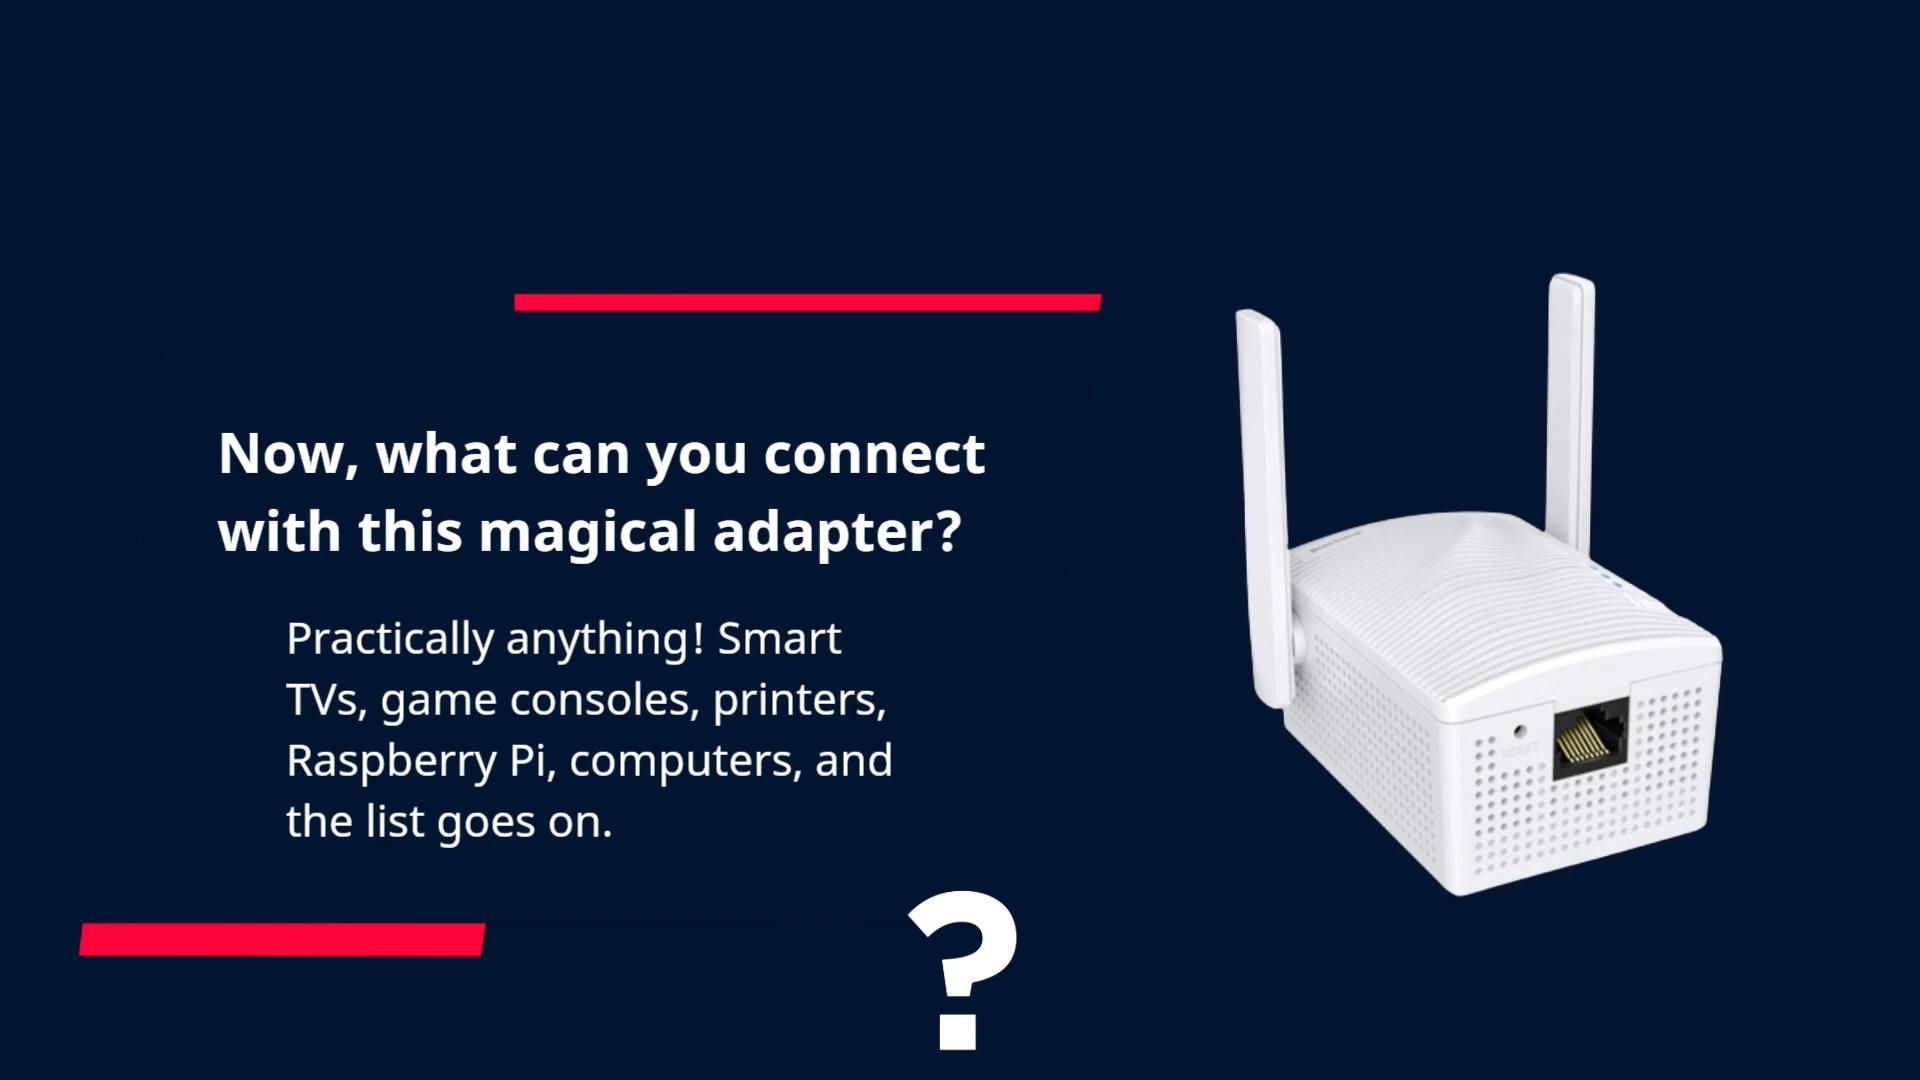 Now, what can you connect
with this magical adapter?
Practically anything! Smart
TVs, game consoles, printers,
Raspberry Pi, computers, and
the list goes on.
?
RESET